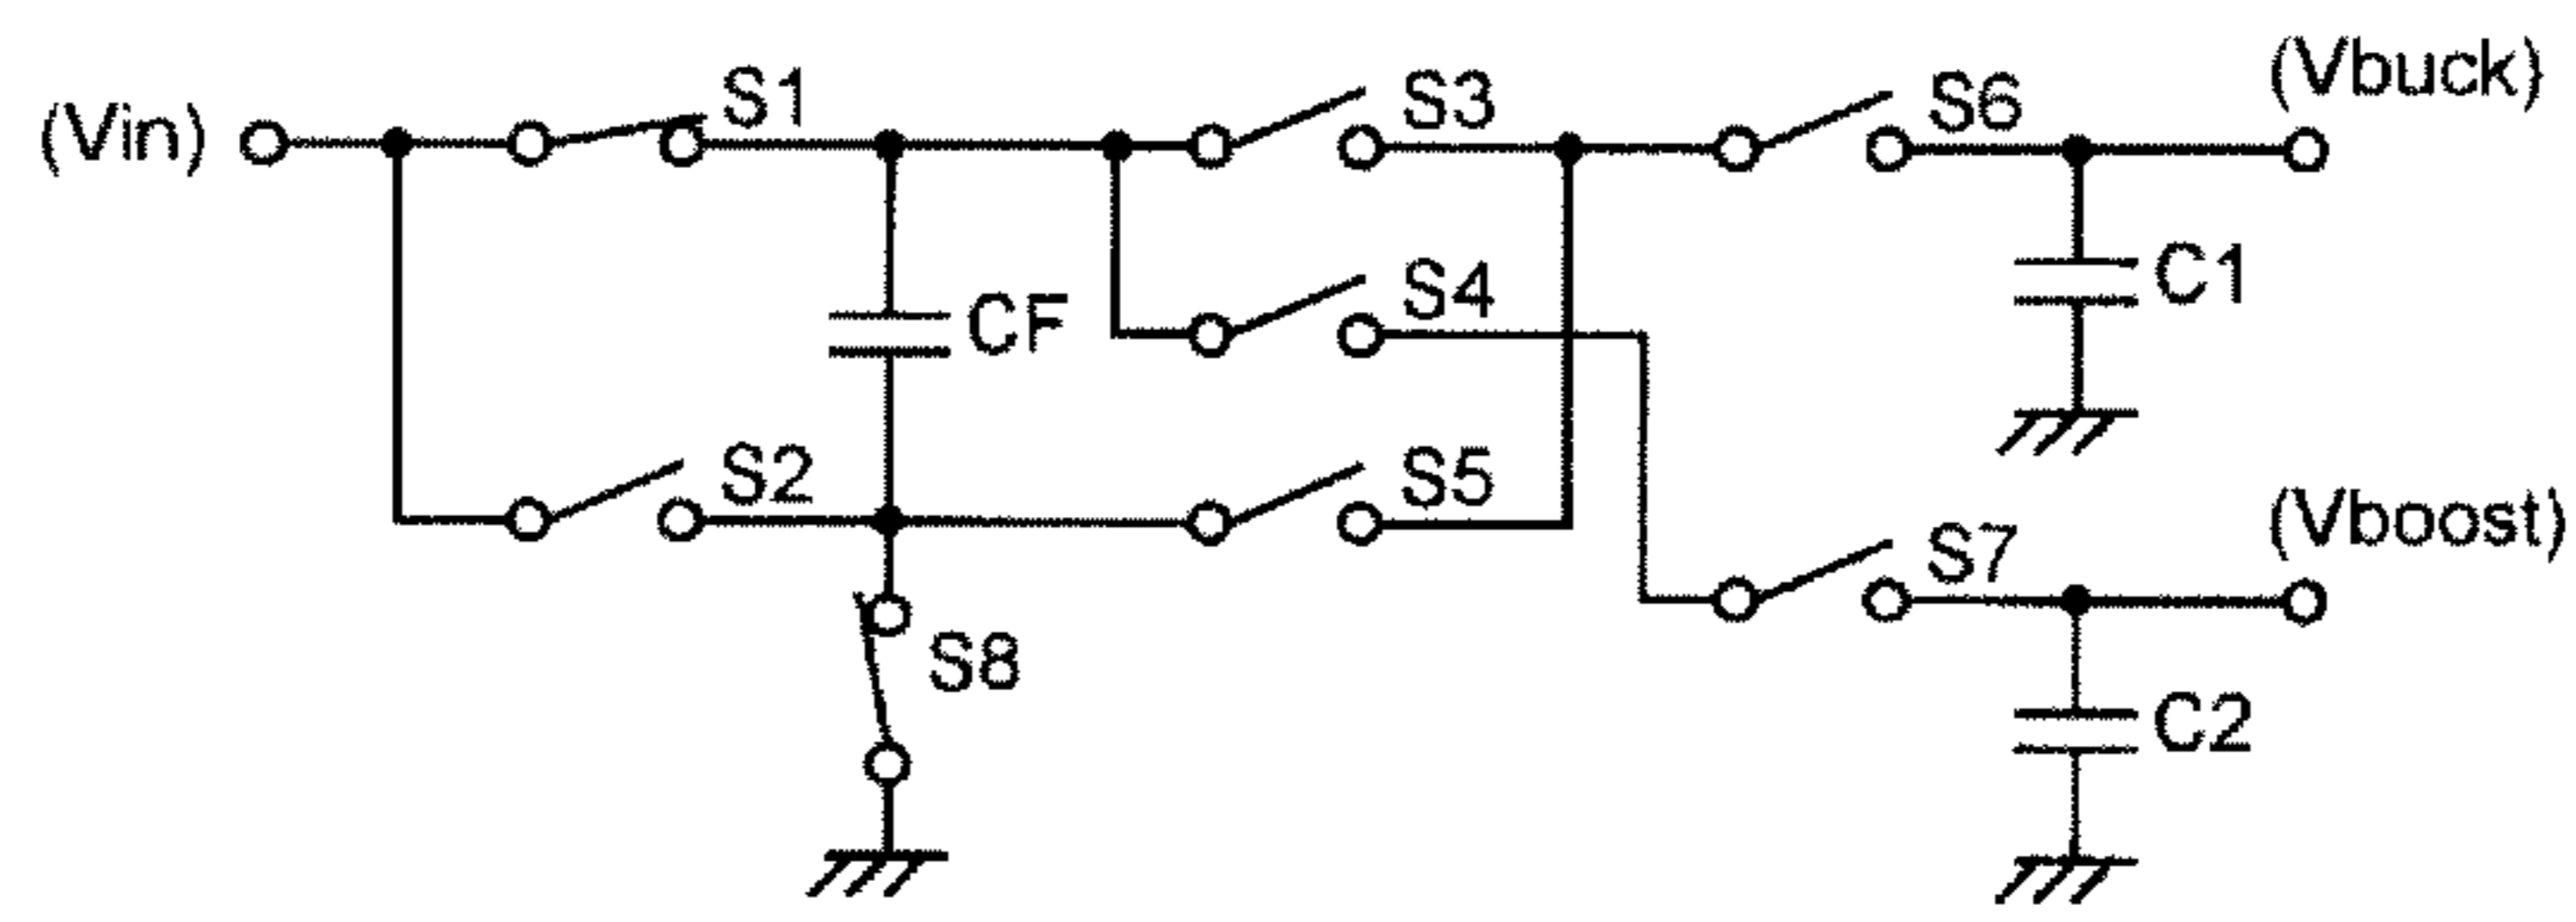 (Vin)
S1
S3
S6
(Vbuck)
C1
CF
S4
S2
S5
(Vboost)
S7
S8
C2